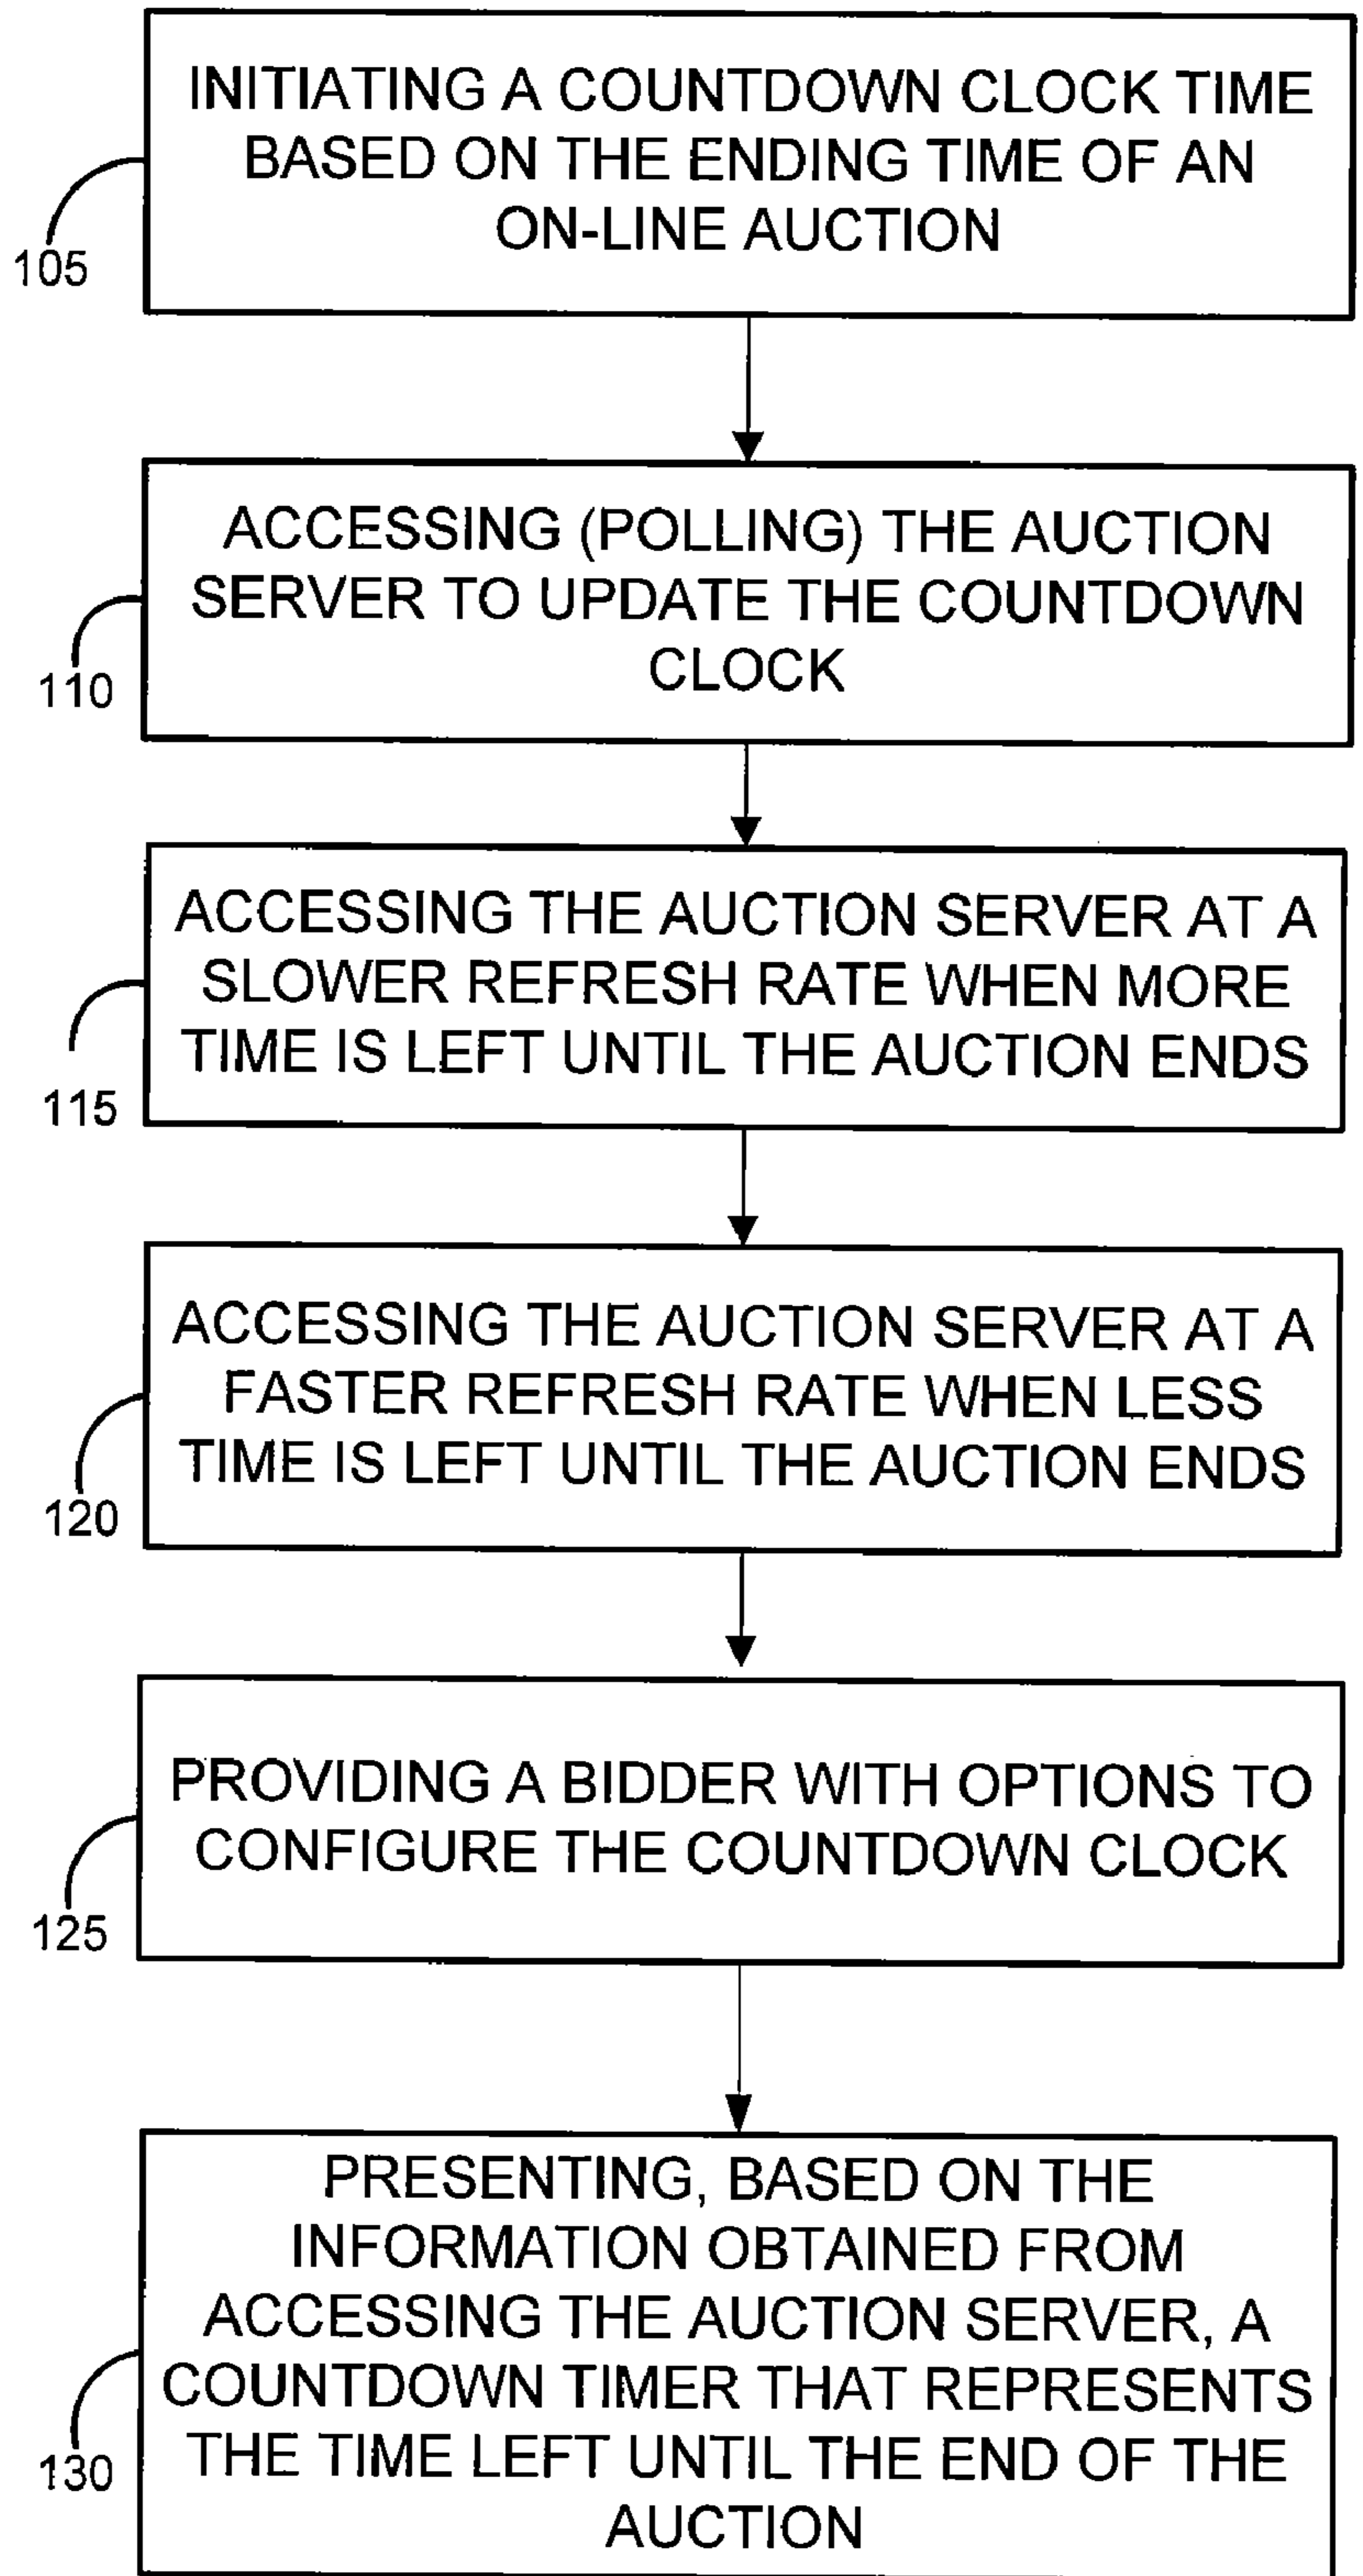 INITIATING A COUNTDOWN CLOCK TIME
BASED ON THE ENDING TIME OF AN
ON-LINE AUCTION
105
ACCESSING (POLLING) THE AUCTION
SERVER TO UPDATE THE COUNTDOWN
CLOCK
110
ACCESSING THE AUCTION SERVER AT A
SLOWER REFRESH RATE WHEN MORE
TIME IS LEFT UNTIL THE AUCTION ENDS
115
ACCESSING THE AUCTION SERVER AT A
FASTER REFRESH RATE WHEN LESS
TIME IS LEFT UNTIL THE AUCTION ENDS
120
PROVIDING A BIDDER WITH OPTIONS TO
CONFIGURE THE COUNTDOWN CLOCK
125
PRESENTING, BASED ON THE
INFORMATION OBTAINED FROM
ACCESSING THE AUCTION SERVER, A
COUNTDOWN TIMER THAT REPRESENTS
THE TIME LEFT UNTIL THE END OF THE
AUCTION
130